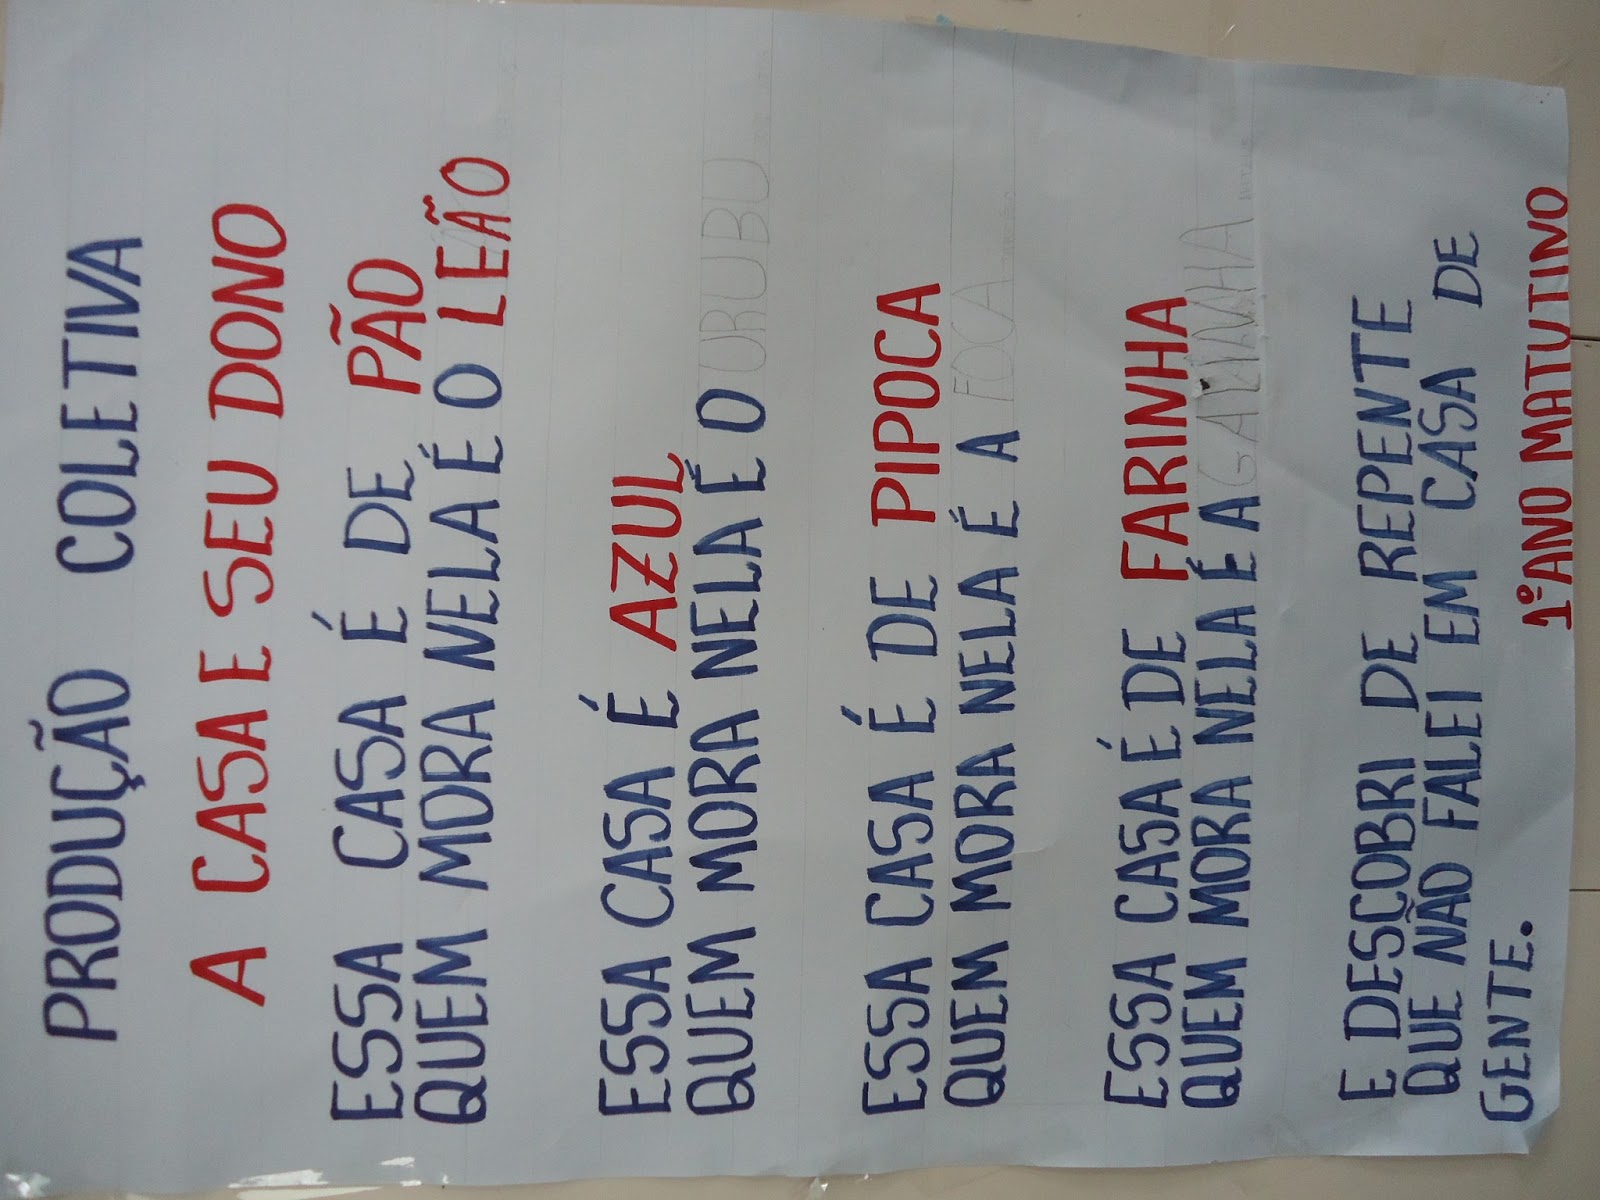 PRODUÇÃO COLETIVA
A CASA E SEU DONO
ESSA CASA É DE PÃO
QUEM MORA NELA É O LEÃO
ESSA CASA É AZUL
QUEM MORA NELA É O URUBU
ESSA CASA É DE PIPOCA
QUEM MORA NELA É A FOCA
ESSA CASA É DE FARINHA
QUEM MORA NELA É A GALINHA
E DESCOBRI DE REPENTE
QUE NÃO FALEI EM CASA DE
GENTE.
1º ANO MATUTINO